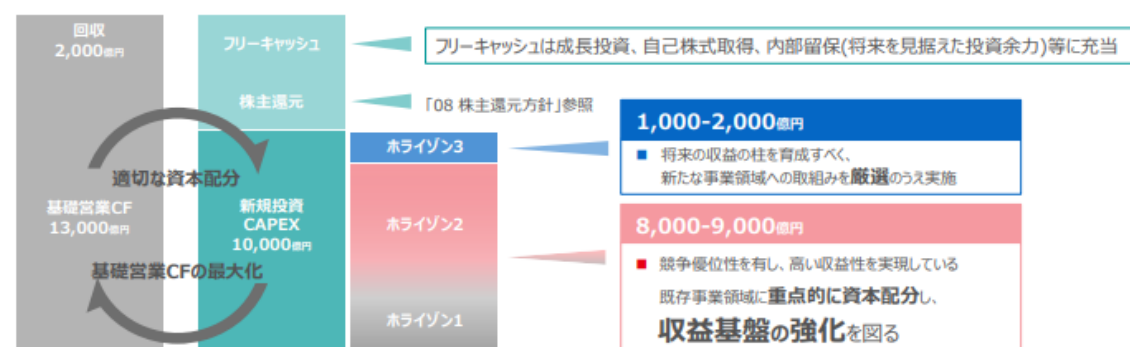 回収
2,000億円
フリーキャッシュ
フリーキャッシュは成長投資、自己株式取得、内部留保(将来を見据えた投資余力)等に充当
株主還元
「08 株主還元方針」参照
適切な資本配分
基礎営業CF
13,000億円
基礎営業CFの最大化
新規投資
CAPEX
10,000億円
ホライゾン3
ホライゾン2
ホライゾン1
1,000-2,000億円
■ 将来の収益の柱を育成すべく、
新たな事業領域への取組みを厳選のうえ実施
8,000-9,000億円
■ 競争優位性を有し、高い収益性を実現している
既存事業領域に重点的に資本配分し、
収益基盤の強化を図る